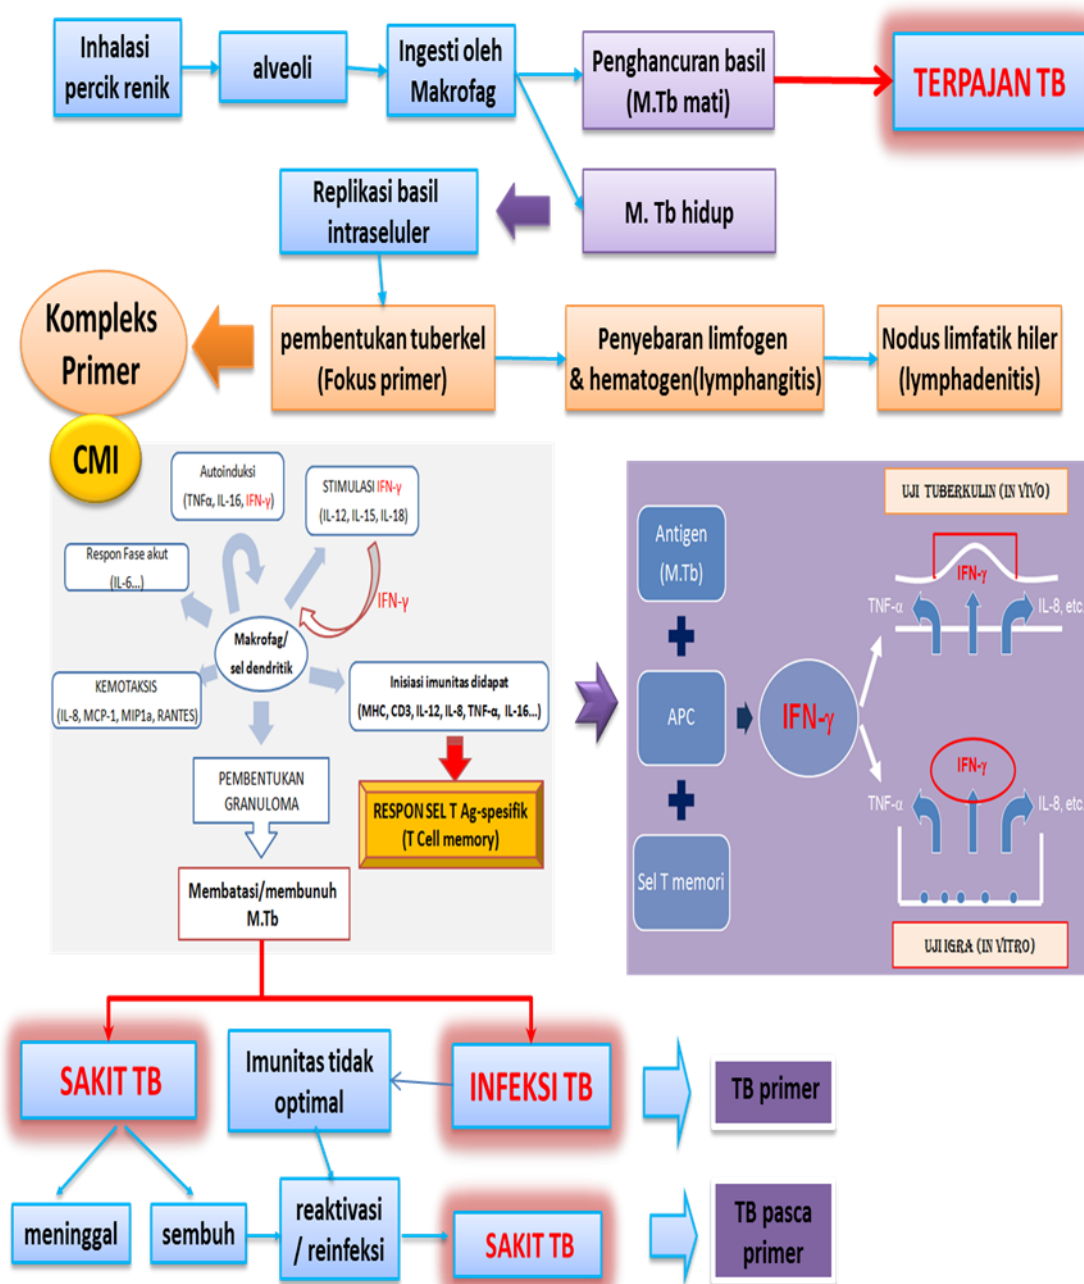 Inhalasi
percik renik
alveoli
Ingesti oleh
Makrofag
Penghancuran basil
(M.Tb mati)
TERPAJAN TB
Replikasi basil
intraseluler
M. Tb hidup
Kompleks
Primer
pembentukan tuberkel
(Fokus primer)
Penyebaran limfogen
& hematogen(lymphangitis)
Nodus limfatik hiler
(lymphadenitis)
CMI
Autoinduksi
(TNFα, IL-16, IFN-γ)
STIMULASI IFN-γ
(IL-12, IL-15, IL-18)
Respon Fase akut
(IL-6...)
IFN-γ
Makrofag/
sel dendritik
KEMOTAKSIS
(IL-8, MCP-1, MIP1a, RANTES)
Inisiasi imunitas didapat
(MHC, CD3, IL-12, IL-8, TNF-α, IL-16...)
PEMBENTUKAN
GRANULOMA
RESPON SEL T Ag-spesifik
(T Cell memory)
Membatasi/membunuh
M.Tb
Antigen
(M.Tb)
APC
Sel T memori
IFN-γ
UJI TUBERKULIN (IN VIVO)
IFN-γ
TNF-α
IL-8, etc.
IFN-γ
TNF-α
IL-8, etc.
UJI IGRA (IN VITRO)
SAKIT TB
Imunitas tidak
optimal
INFEKSI TB
TB primer
meninggal
sembuh
reaktivasi
/ reinfeksi
SAKIT TB
TB pasca
primer